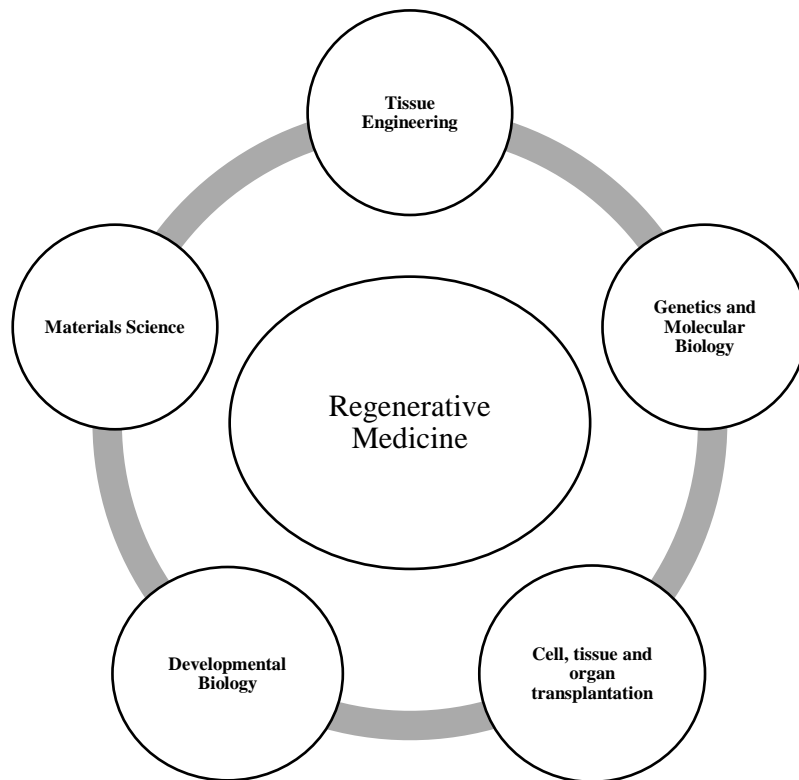 Tissue
Engineering
Genetics and
Molecular
Biology
Materials Science
Regenerative
Medicine
Cell, tissue and
organ
transplantation
Developmental
Biology